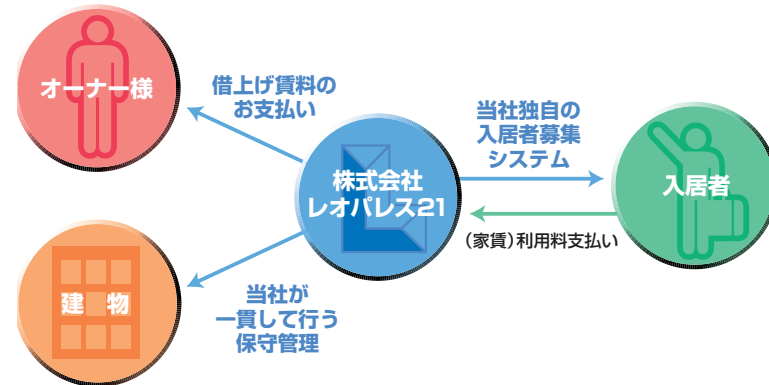 オーナー様
借上げ賃料の
お支払い
株式会社
レオパレス21
当社独自の
入居者募集
システム
入居者
(家賃)利用料支払い
建物
当社が
一貫して行う
保守管理